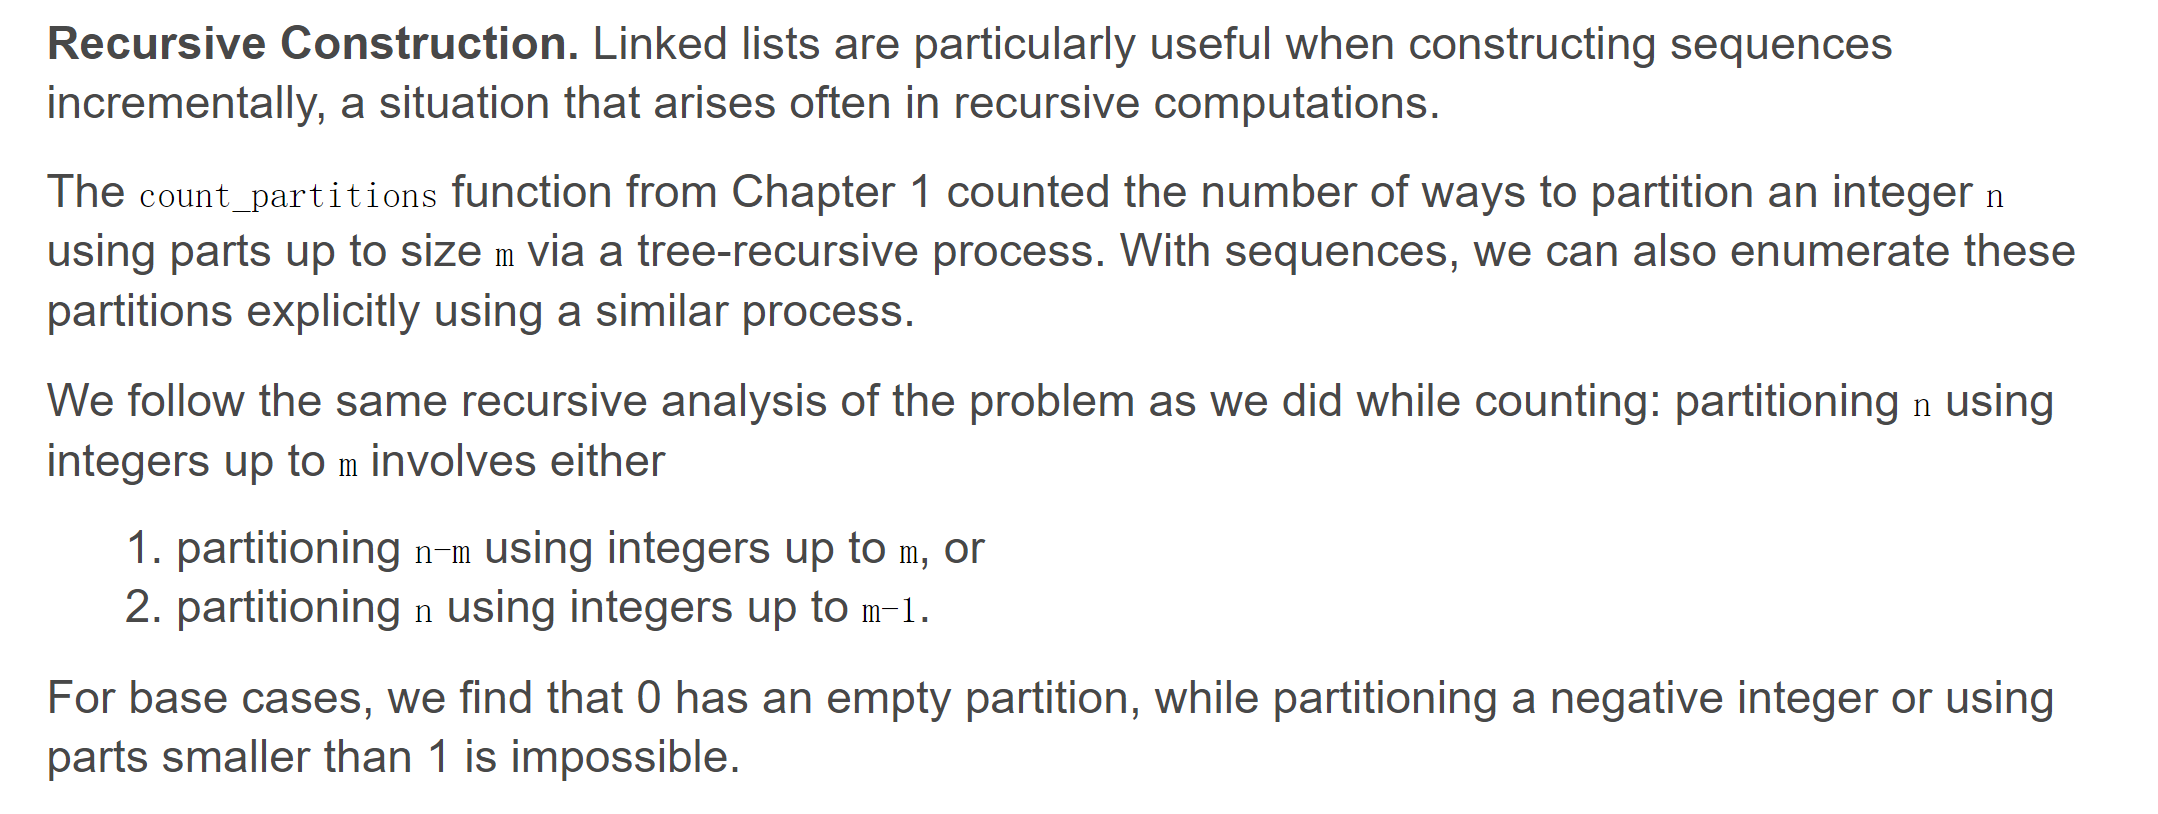 Recursive Construction. Linked lists are particularly useful when constructing sequences
incrementally, a situation that arises often in recursive computations.
The count_partitions function from Chapter 1 counted the number of ways to partition an integer n
using parts up to size m via a tree-recursive process. With sequences, we can also enumerate these
partitions explicitly using a similar process.
We follow the same recursive analysis of the problem as we did while counting: partitioning n using
integers up to m involves either
1. partitioning n-m using integers up to m, or
2. partitioning n using integers up to m-1.
For base cases, we find that 0 has an empty partition, while partitioning a negative integer or using
parts smaller than 1 is impossible.